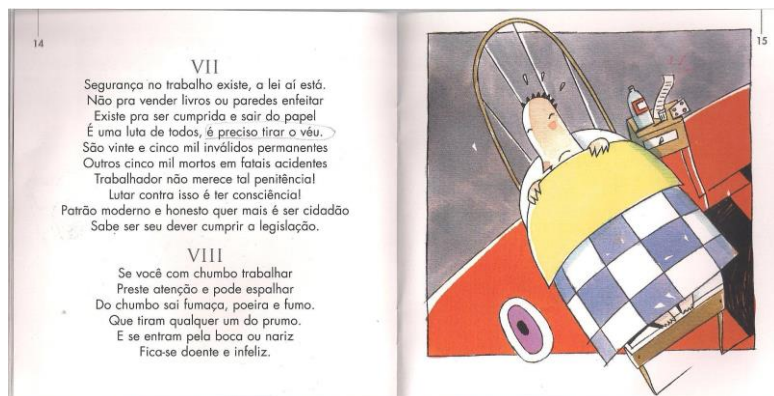 14
VII
Segurança no trabalho existe, a lei aí está.
Não pra vender livros ou paredes enfeitar
Existe pra ser cumprida e sair do papel
É uma luta de todos, é preciso tirar o véu.
São vinte e cinco mil inválidos permanentes
Outros cinco mil mortos em fatais acidentes
Trabalhador não merece tal penitência!
Lutar contra isso é ter consciência!
Patrão moderno e honesto quer mais é ser cidadão
Sabe ser seu dever cumprir a legislação.
VIII
Se você com chumbo trabalhar
Preste atenção e pode espalhar
Do chumbo sai fumaça, poeira e fumo.
Que tiram qualquer um do prumo.
E se entram pela boca ou nariz
Fica-se doente e infeliz.
15